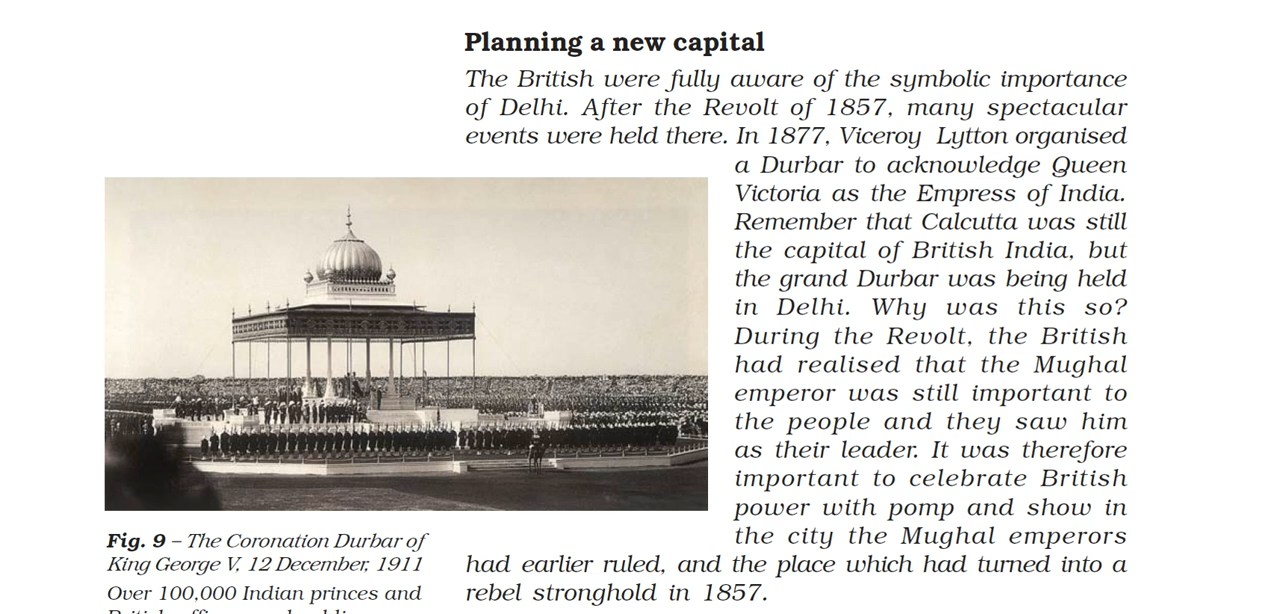 Planning a new capital
The British were fully aware of the symbolic importance
of Delhi. After the Revolt of 1857, many spectacular
events were held there. In 1877, Viceroy Lytton organised
a Durbar to acknowledge Queen
Victoria as the Empress of India.
Remember that Calcutta was still
the capital of British India, but
the grand Durbar was being held
in Delhi. Why was this so?
During the Revolt, the British
had realised that the Mughal
emperor was still important to
the people and they saw him
as their leader. It was therefore
important to celebrate British
power with pomp and show in
the city the Mughal emperors
had earlier ruled, and the place which had turned into a
rebel stronghold in 1857.
Fig. 9 – The Coronation Durbar of
King George V, 12 December, 1911
Over 100,000 Indian princes and